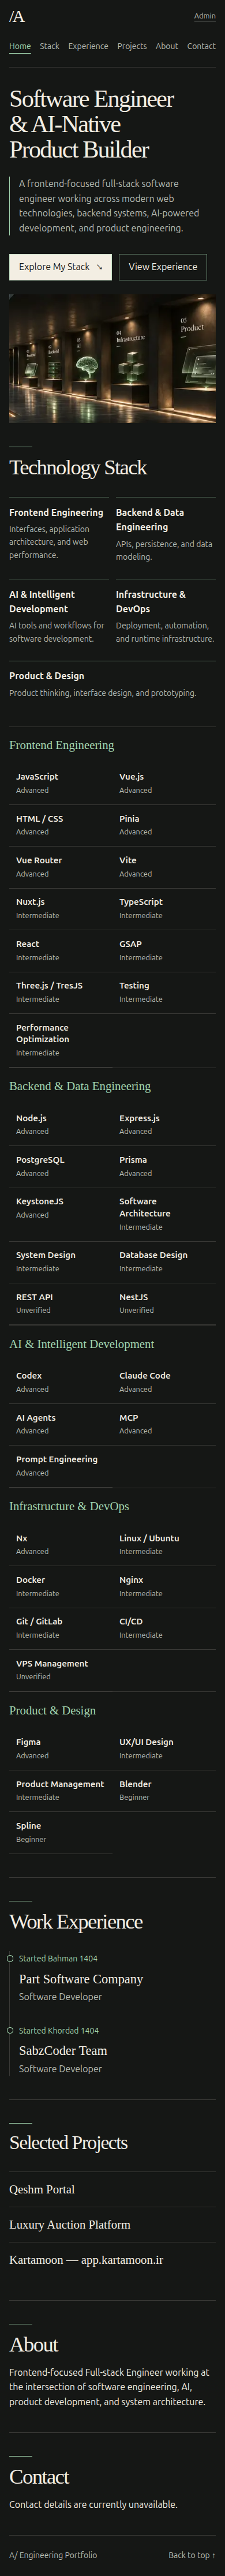 /A
Admin
Home Stack Experience Projects About Contact
Software Engineer
& AI-Native
Product Builder
A frontend-focused full-stack software
engineer working across modern web
technologies, backend systems, AI-powered
development, and product engineering.
Explore My Stack ↘
View Experience
04
Infrastructure
05
Product
Technology Stack
Frontend Engineering
Interfaces, application
architecture, and web
performance.
Backend & Data
Engineering
APIs, persistence, and data
modeling.
AI & Intelligent
Development
AI tools and workflows for
software development.
Infrastructure &
DevOps
Deployment, automation,
and runtime infrastructure.
Product & Design
Product thinking, interface design, and prototyping.
Frontend Engineering
JavaScript
Advanced
Vue.js
Advanced
HTML / CSS
Advanced
Pinia
Advanced
Vue Router
Advanced
Vite
Advanced
Nuxt.js
Intermediate
TypeScript
Intermediate
React
Intermediate
GSAP
Intermediate
Three.js / TresJS
Intermediate
Testing
Intermediate
Performance
Optimization
Intermediate
Backend & Data Engineering
Node.js
Advanced
Express.js
Advanced
PostgreSQL
Advanced
Prisma
Advanced
KeystoneJS
Advanced
Software
Architecture
Intermediate
System Design
Intermediate
Database Design
Intermediate
REST API
Unverified
NestJS
Unverified
AI & Intelligent Development
Codex
Advanced
Claude Code
Advanced
AI Agents
Advanced
MCP
Advanced
Prompt Engineering
Advanced
Infrastructure & DevOps
Nx
Advanced
Linux / Ubuntu
Intermediate
Docker
Intermediate
Nginx
Intermediate
Git / GitLab
Intermediate
CI/CD
Intermediate
VPS Management
Unverified
Product & Design
Figma
Advanced
UX/UI Design
Intermediate
Product Management
Intermediate
Blender
Beginner
Spline
Beginner
Work Experience
Started Bahman 1404
Part Software Company
Software Developer
Started Khordad 1404
SabzCoder Team
Software Developer
Selected Projects
Qeshm Portal
Luxury Auction Platform
Kartamoon — app.kartamoon.ir
About
Frontend-focused Full-stack Engineer working at
the intersection of software engineering, AI,
product development, and system architecture.
Contact
Contact details are currently unavailable.
A/ Engineering Portfolio
Back to top ↑